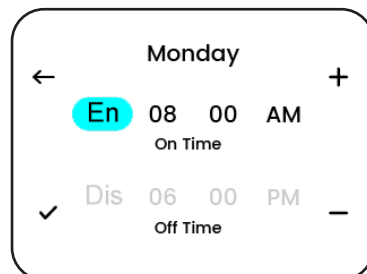 Monday
En 08 00 AM
On Time
Dis 06 00 PM
Off Time